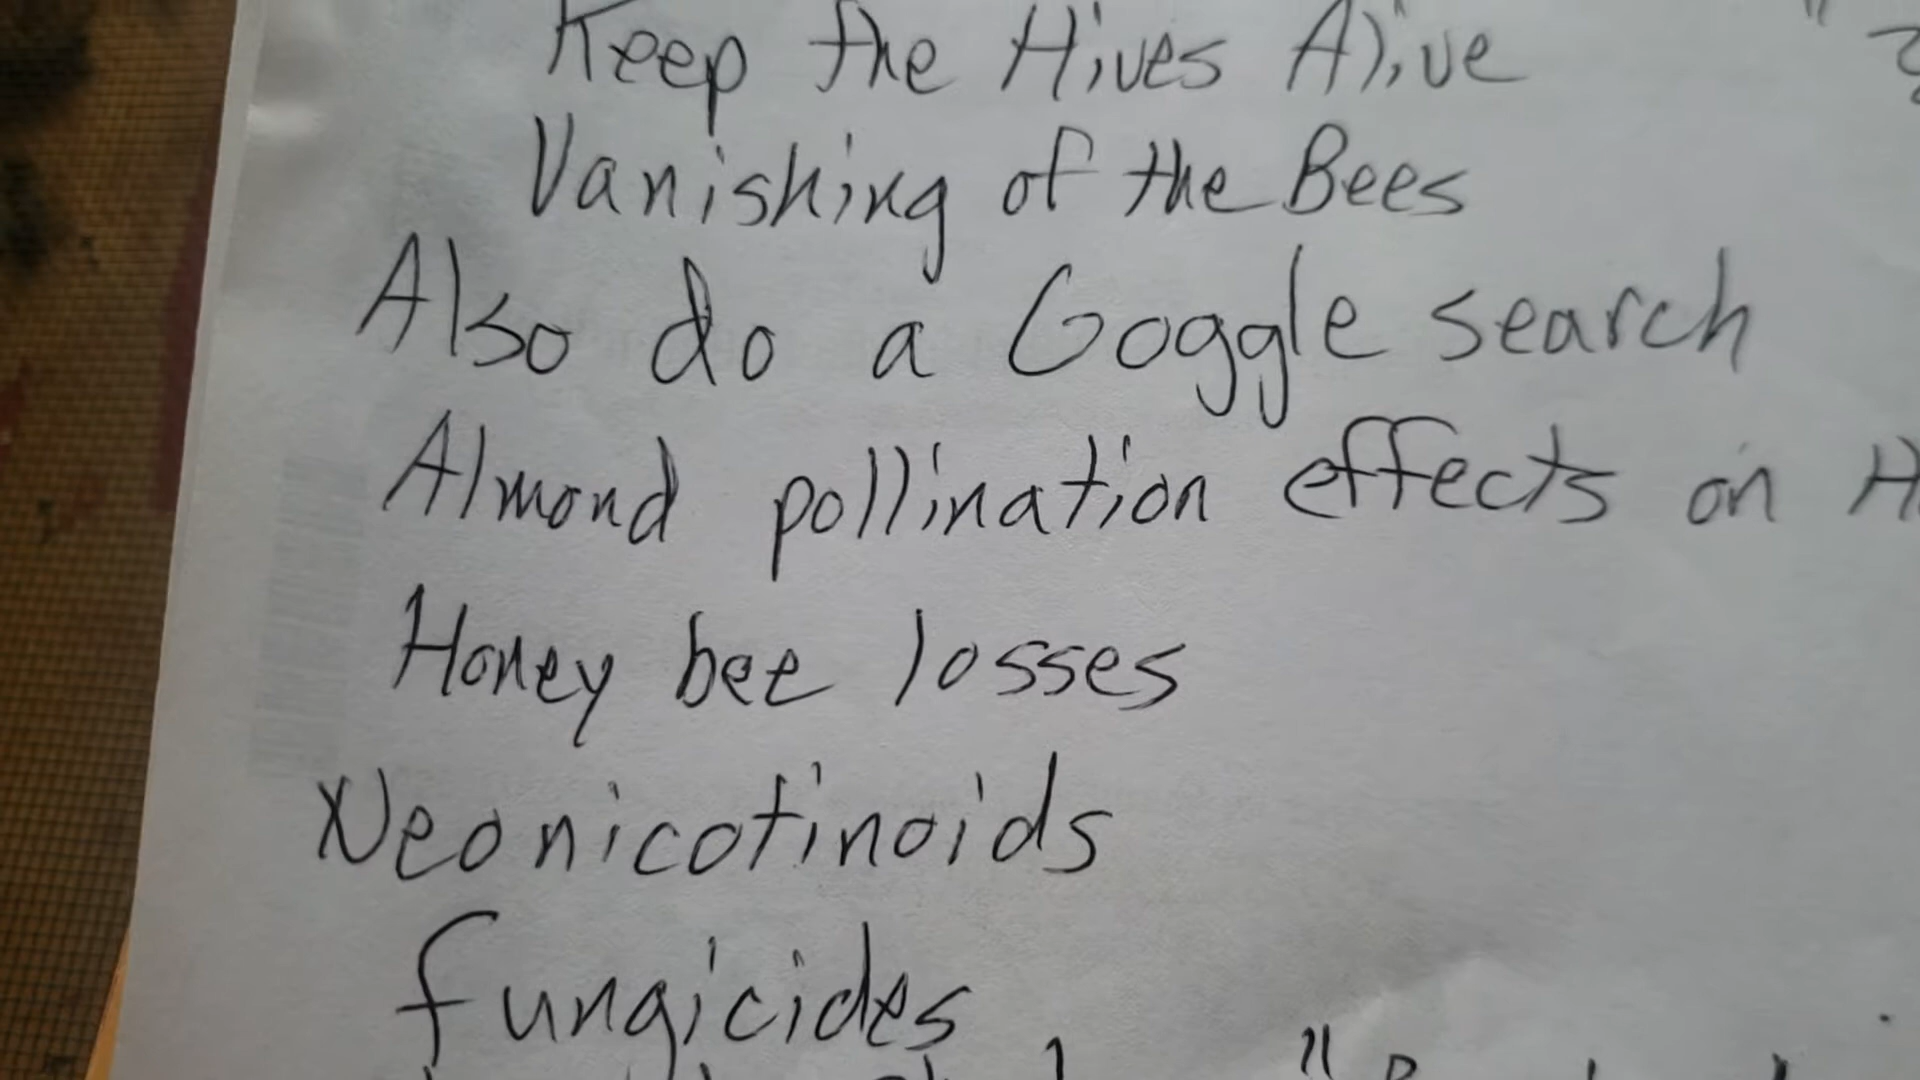 Keep the Hives Alive
Vanishing of the Bees
Also do a Goggle search
Almond pollination effects on
Honey bee losses
Neonicotinoids
fungicides